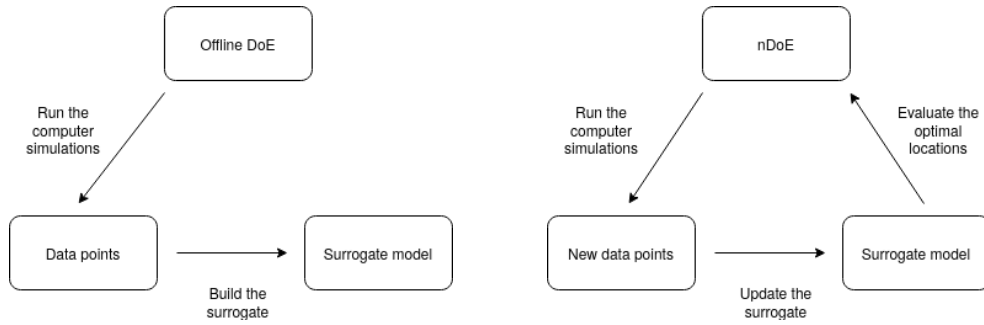 Offline DoE
Run the
computer
simulations
Data points
Build the
surrogate
Surrogate model
nDoE
Run the
computer
simulations
New data points
Update the
surrogate
Surrogate model
Evaluate the
optimal
locations